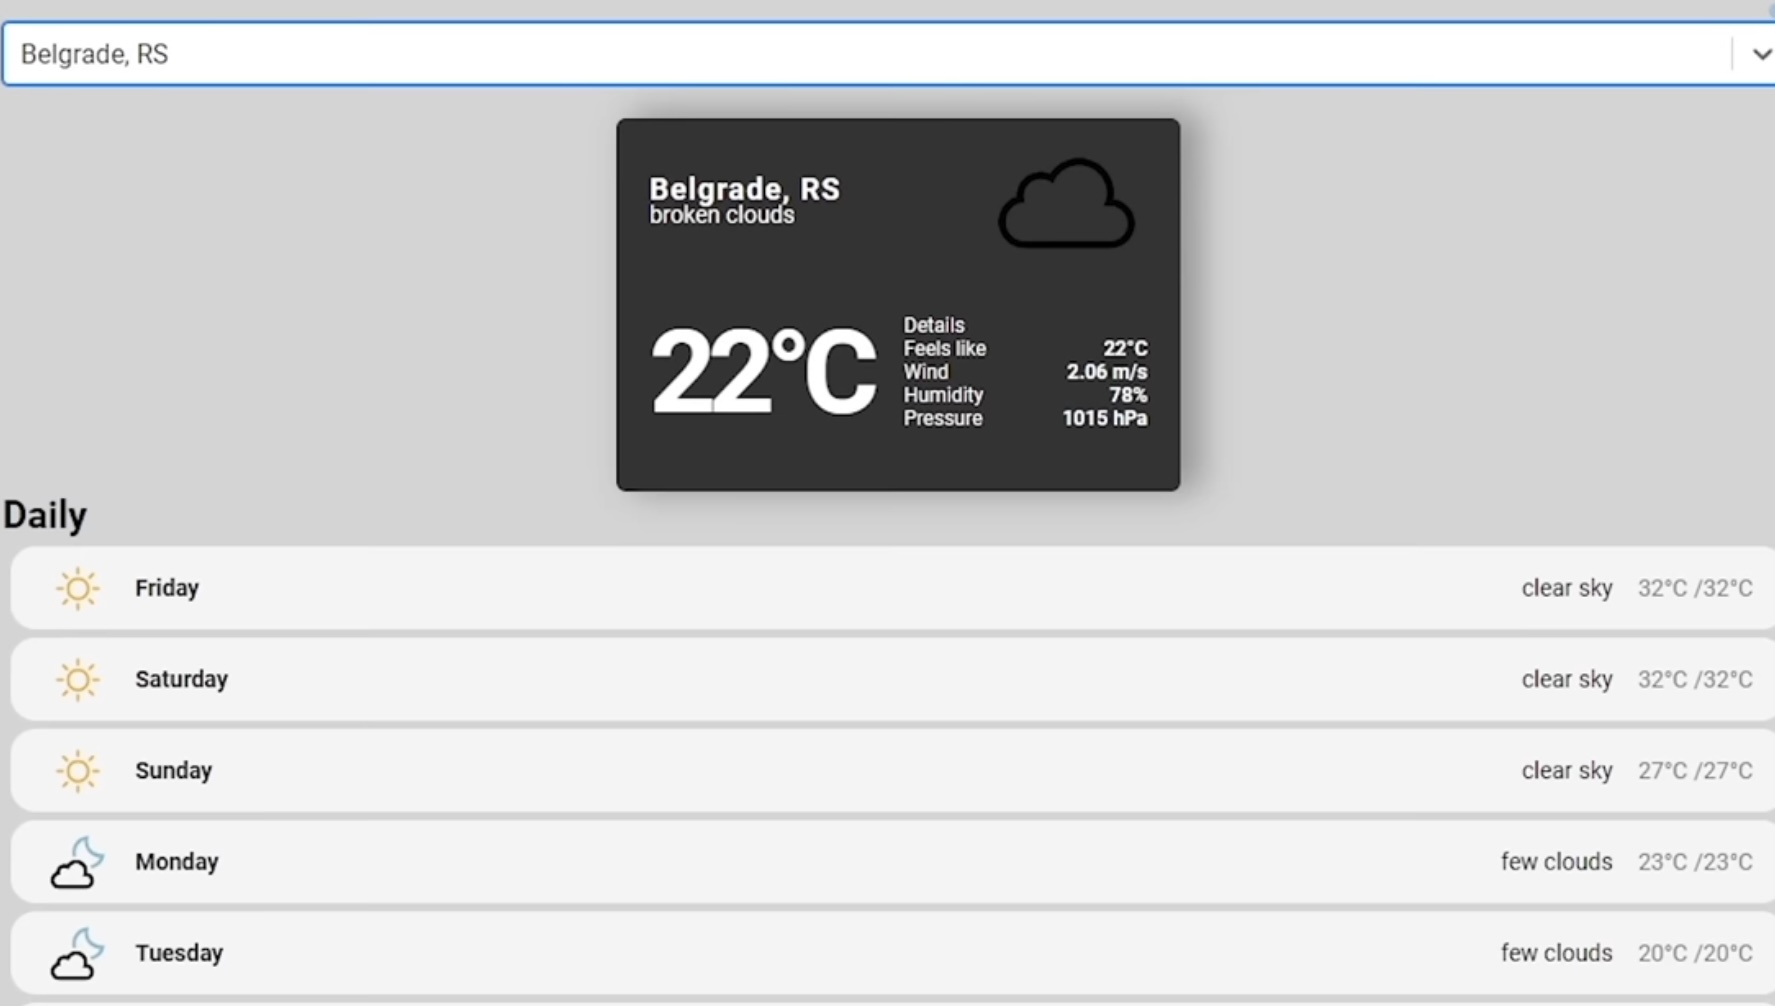 Belgrade, RS
Belgrade, RS
broken clouds
22°C
Details
Feels like 22°C
Wind 2.06 m/s
Humidity 78%
Pressure 1015 hPa
Daily
Friday clear sky 32°C /32°C
Saturday clear sky 32°C /32°C
Sunday clear sky 27°C /27°C
Monday few clouds 23°C /23°C
Tuesday few clouds 20°C /20°C